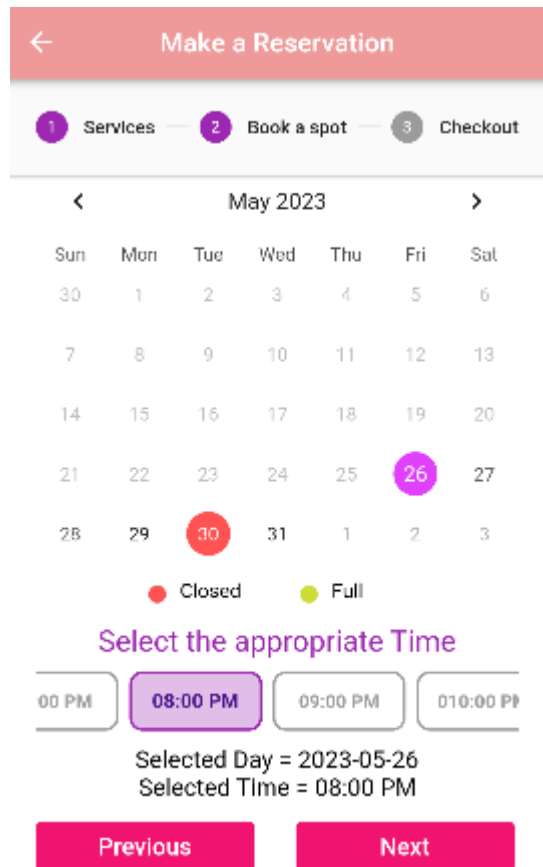 Make a Reservation
1 Services 2 Book a spot 3 Checkout
May 2023
Sun Mon Tue Wed Thu Fri Sat
30 1 2 3 4 5 6
7 8 9 10 11 12 13
14 15 16 17 18 19 20
21 22 23 24 25 26 27
28 29 30 31 1 2 3
Closed Full
Select the appropriate Time
00 PM 08:00 PM 09:00 PM 010:00 PM
Selected Day = 2023-05-26
Selected Time = 08:00 PM
Previous Next